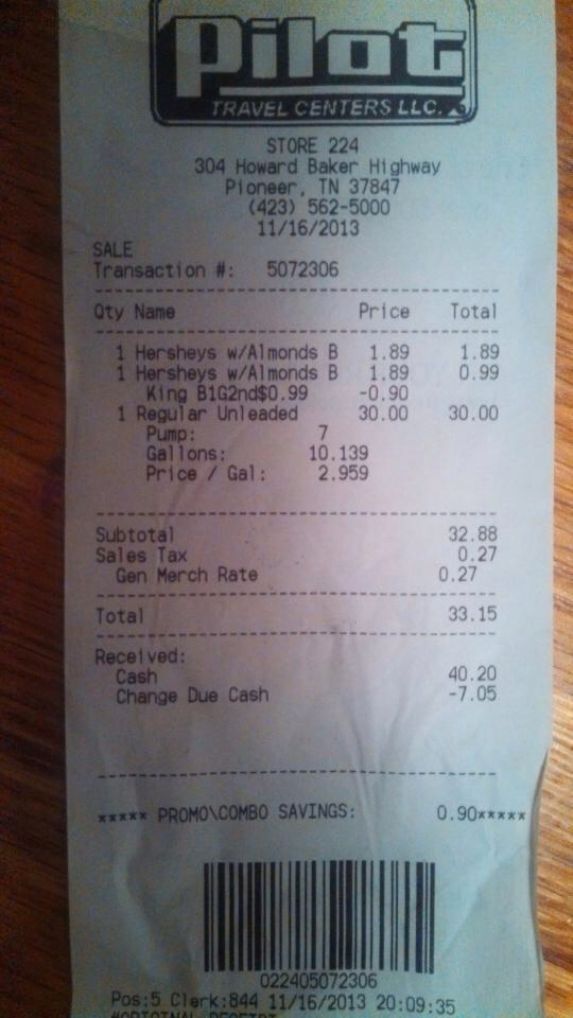 Pilot
TRAVEL CENTERS LLC.
STORE 224
304 Howard Baker Highway
Pioneer, TN 37847
(423) 562-5000
11/16/2013
SALE
Transaction #: 5072306
Qty Name Price Total
1 Hersheys w/Almonds B 1.89 1.89
1 Hersheys w/Almonds B 1.89 0.99
King B1G2nd$0.99 -0.90
1 Regular Unleaded 30.00 30.00
Pump: 7
Gallons: 10.139
Price / Gal: 2.959
Subtotal 32.88
Sales Tax 0.27
Gen Merch Rate 0.27
Total 33.15
Received:
Cash 40.20
Change Due Cash -7.05
***** PROMO\COMBO SAVINGS: 0.90*****
022405072306
Pos:5 Clerk:844 11/16/2013 20:09:35
#ORIGINAL RECEIPT